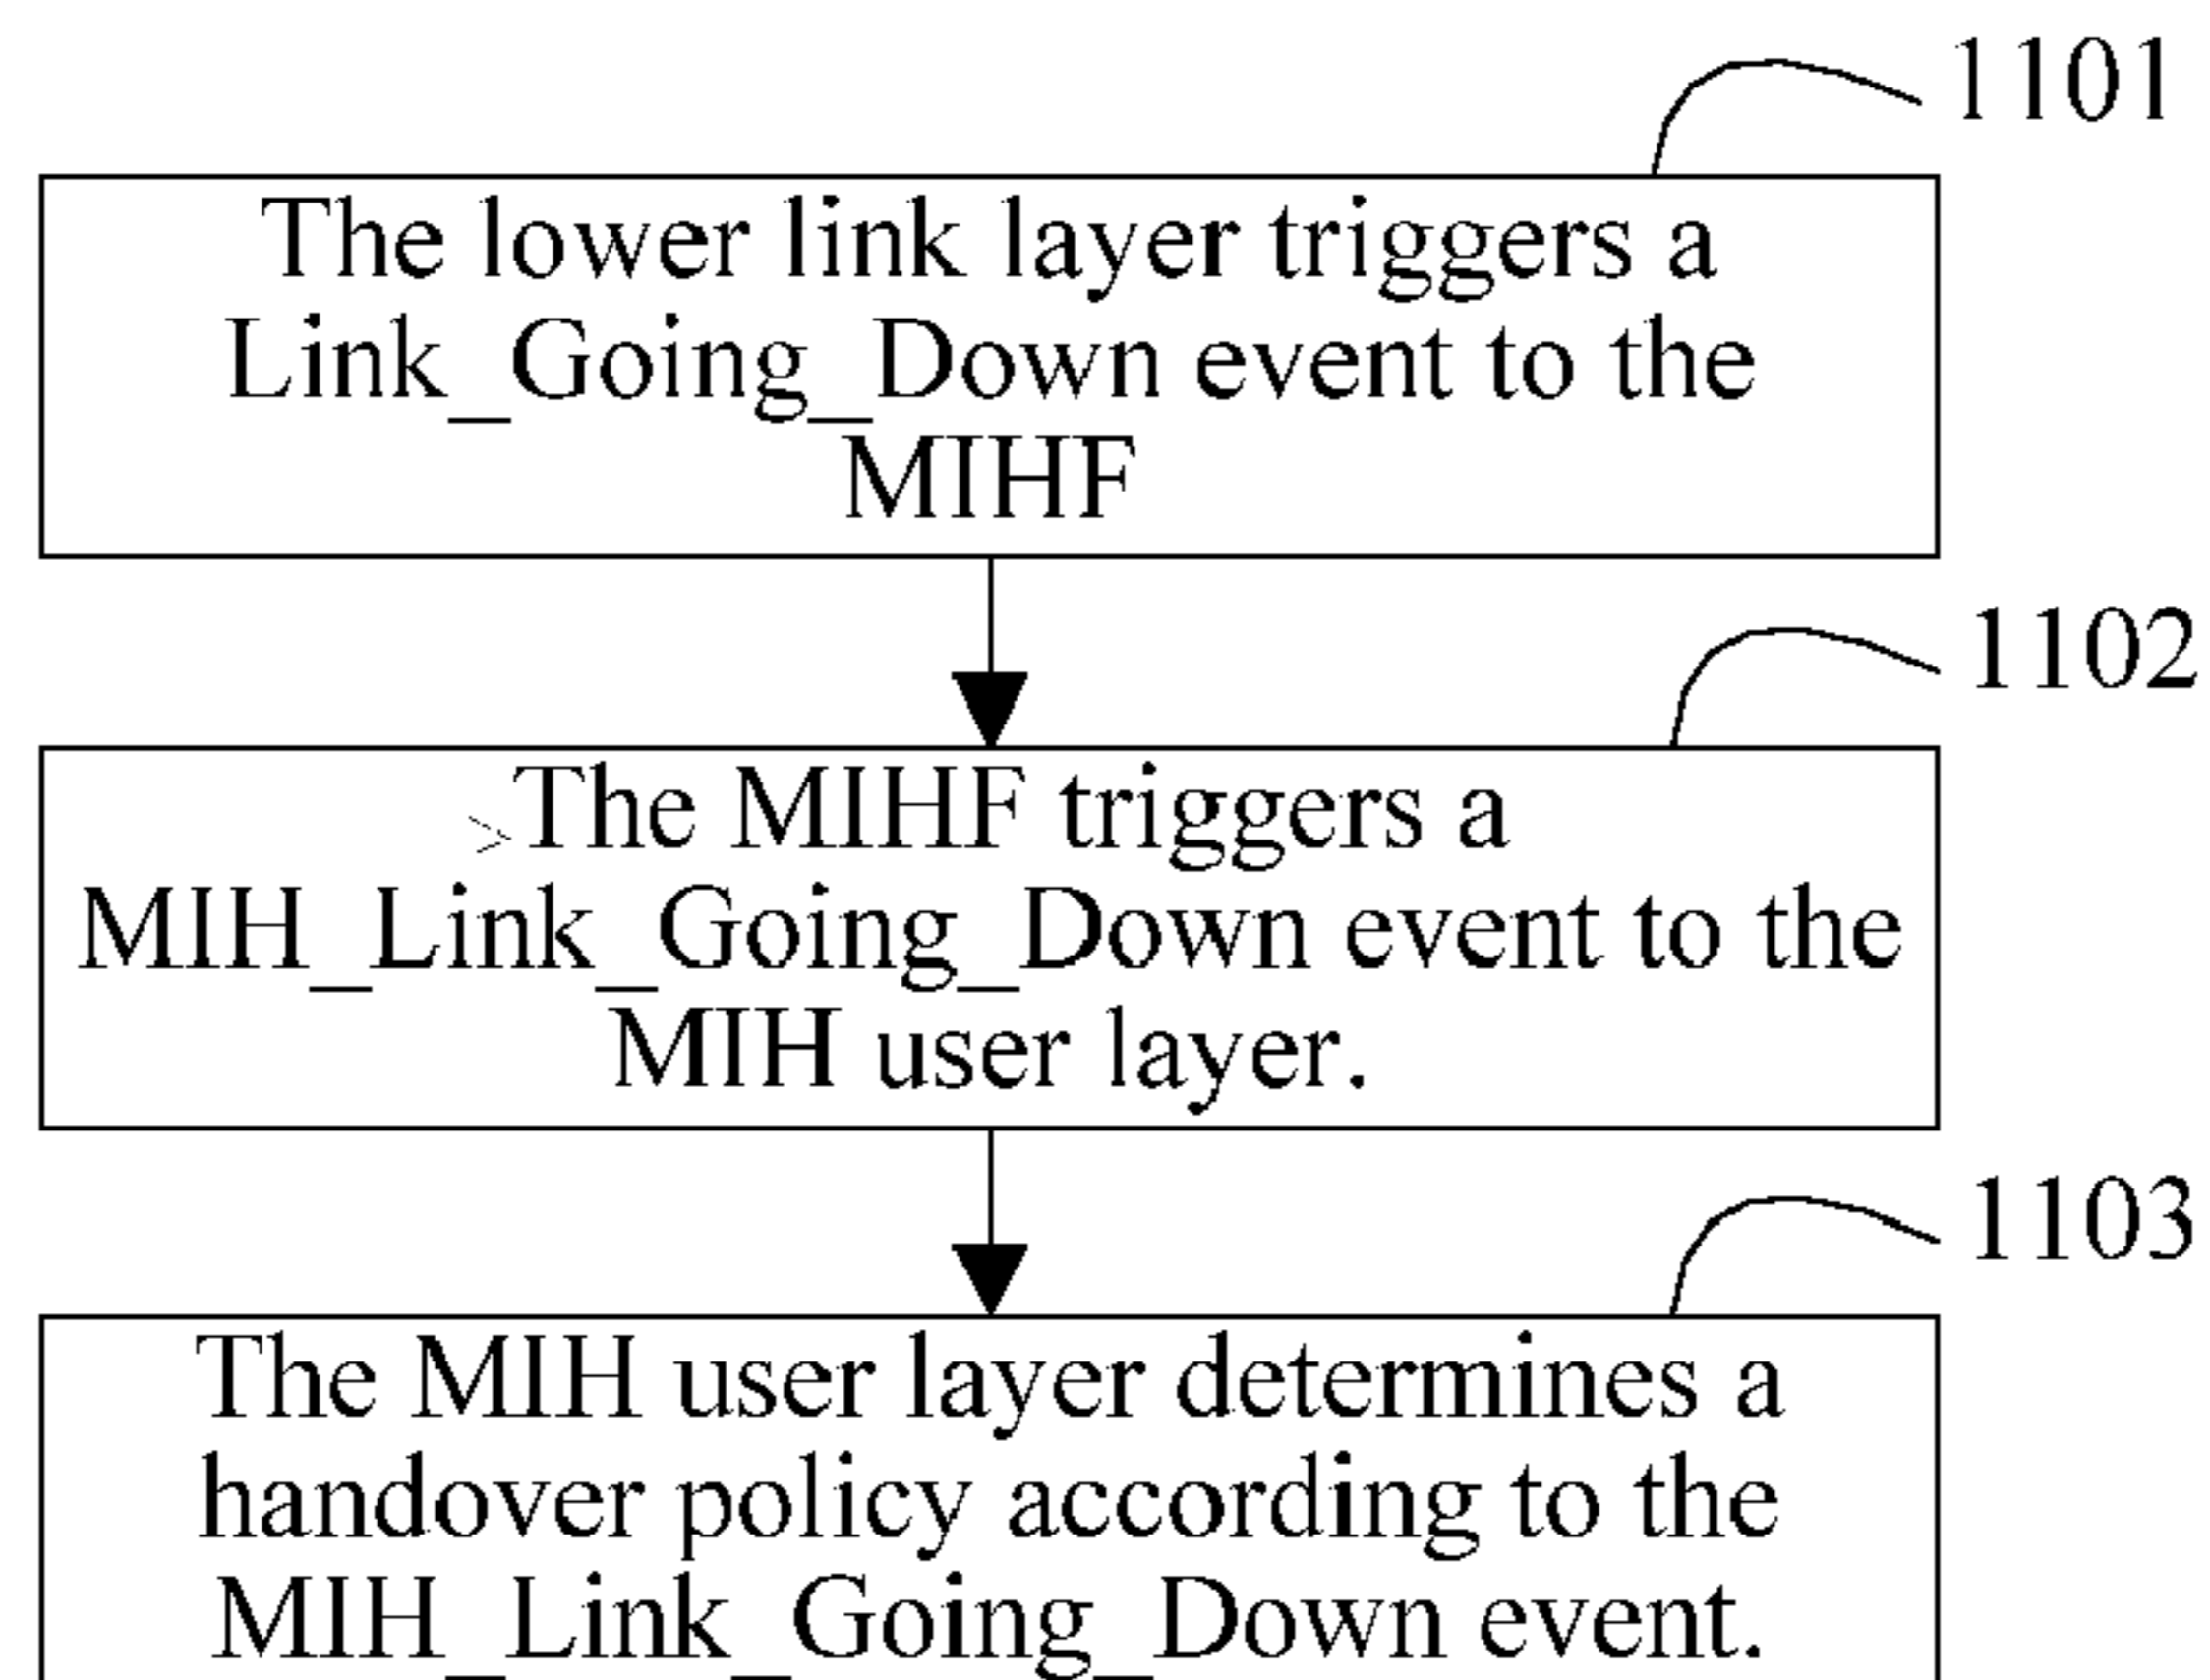 1101
The lower link layer triggers a
Link_Going_Down event to the
MIHF
1102
>The MIHF triggers a
MIH_Link_Going_Down event to the
MIH user layer.
1103
The MIH user layer determines a
handover policy according to the
MIH_Link_Going_Down event.